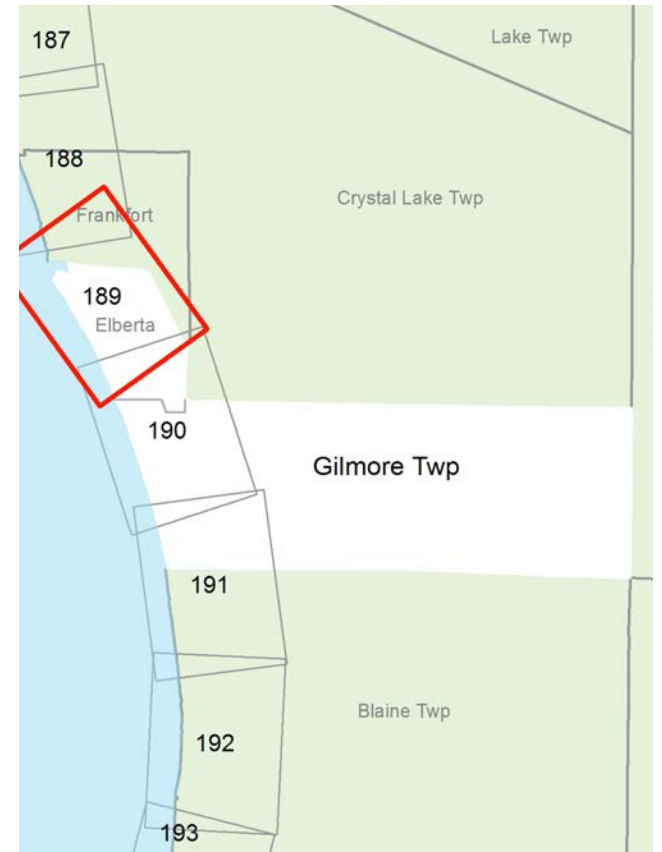 187
Lake Twp
188
Crystal Lake Twp
Frankfort
189
Elberta
190
Gilmore Twp
191
Blaine Twp
192
193